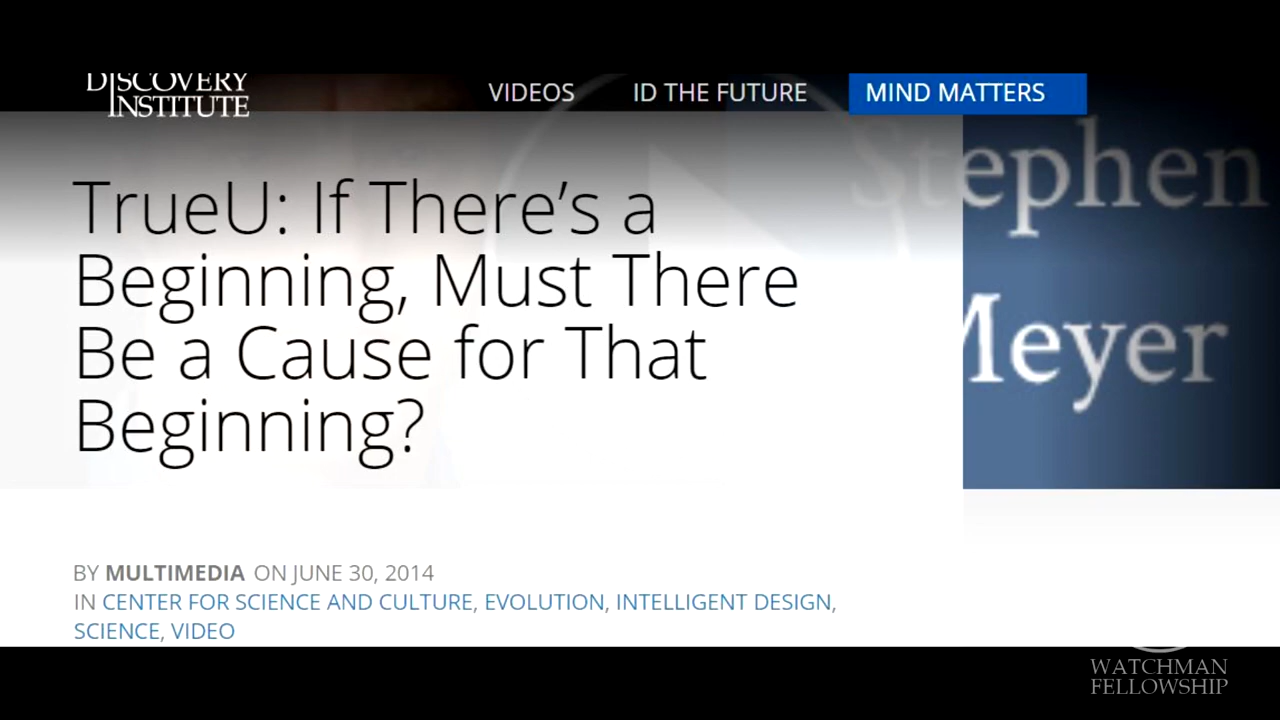 DISCOVERY
INSTITUTE
VIDEOS
ID THE FUTURE
MIND MATTERS
TrueU: If There’s a
Beginning, Must There
Be a Cause for That
Beginning?
Stephen
Meyer
BY MULTIMEDIA ON JUNE 30, 2014
IN CENTER FOR SCIENCE AND CULTURE, EVOLUTION, INTELLIGENT DESIGN,
SCIENCE, VIDEO
WATCHMAN
FELLOWSHIP